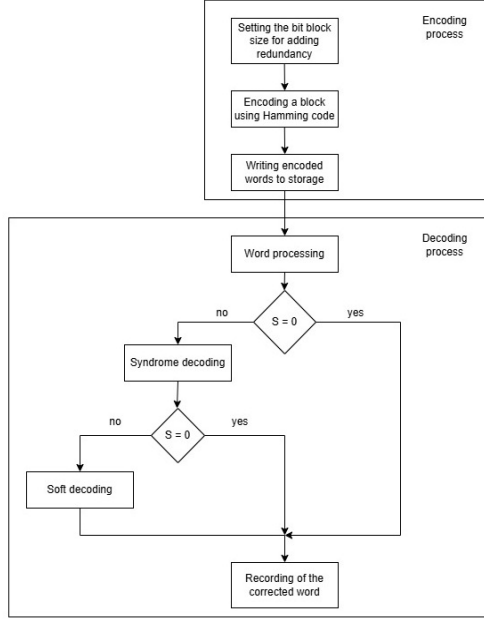 Setting the bit block
size for adding
redundancy
Encoding
process
Encoding a block
using Hamming code
Writing encoded
words to storage
Decoding
process
Word processing
no
S = 0
yes
Syndrome decoding
no
S = 0
yes
Soft decoding
Recording of the
corrected word